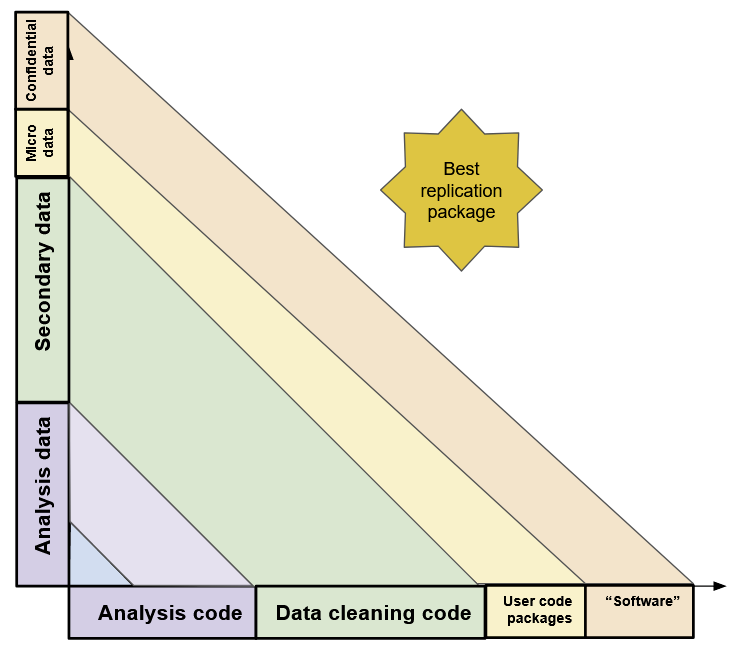 Confidential
data
Micro
data
Secondary data
Analysis data
Best
replication
package
Analysis code
Data cleaning code
User code
packages
“Software”